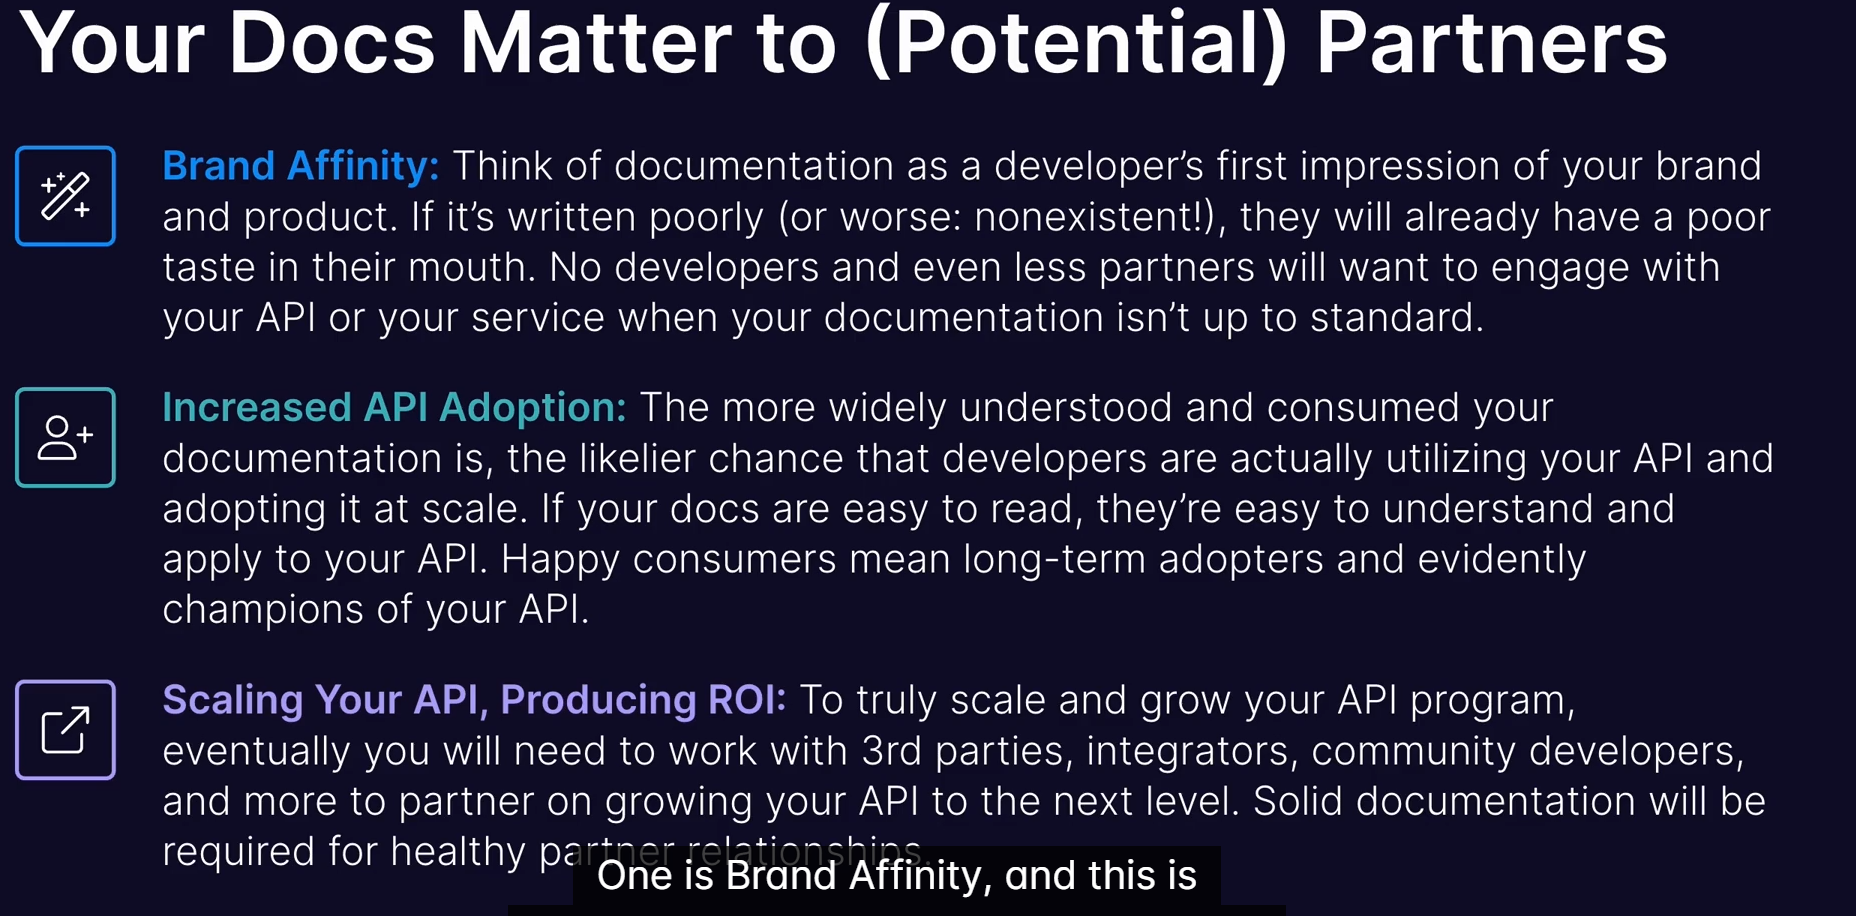 Your Docs Matter to (Potential) Partners
Brand Affinity: Think of documentation as a developer’s first impression of your brand
and product. If it’s written poorly (or worse: nonexistent!), they will already have a poor
taste in their mouth. No developers and even less partners will want to engage with
your API or your service when your documentation isn’t up to standard.
Increased API Adoption: The more widely understood and consumed your
documentation is, the likelier chance that developers are actually utilizing your API and
adopting it at scale. If your docs are easy to read, they’re easy to understand and
apply to your API. Happy consumers mean long-term adopters and evidently
champions of your API.
Scaling Your API, Producing ROI: To truly scale and grow your API program,
eventually you will need to work with 3rd parties, integrators, community developers,
and more to partner on growing your API to the next level. Solid documentation will be
required for healthy partner relationships.
One is Brand Affinity, and this is